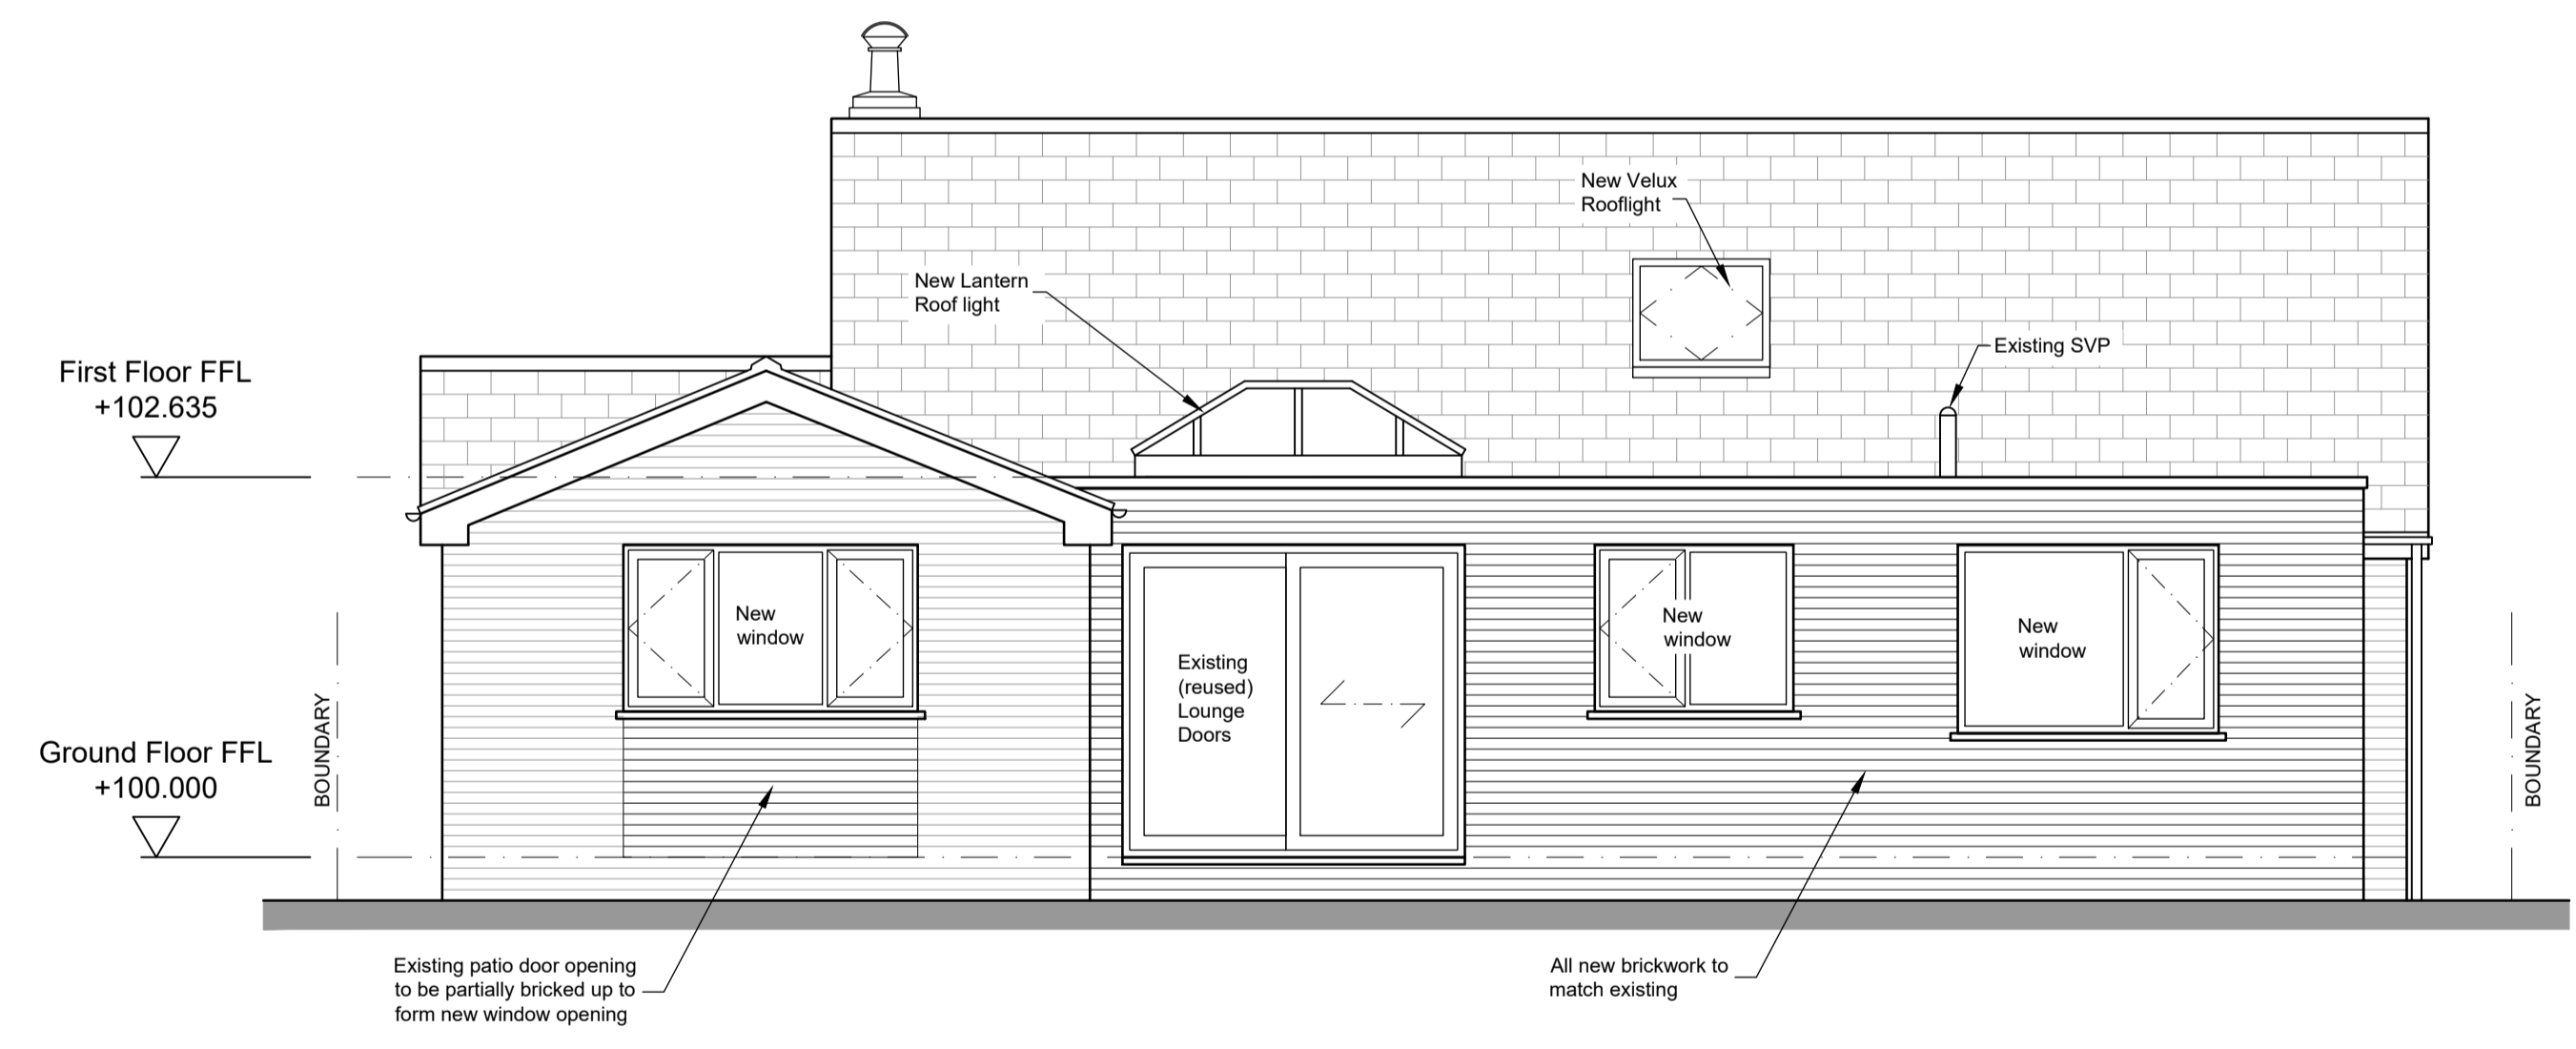 New Velux
Rooflight
New Lantern
Roof light
Existing SVP
First Floor FFL
+102.635
New
window
New
window
New
window
Existing
(reused)
Lounge
Doors
Ground Floor FFL
+100.000
BOUNDARY
BOUNDARY
Existing patio door opening
to be partially bricked up to
form new window opening
All new brickwork to
match existing